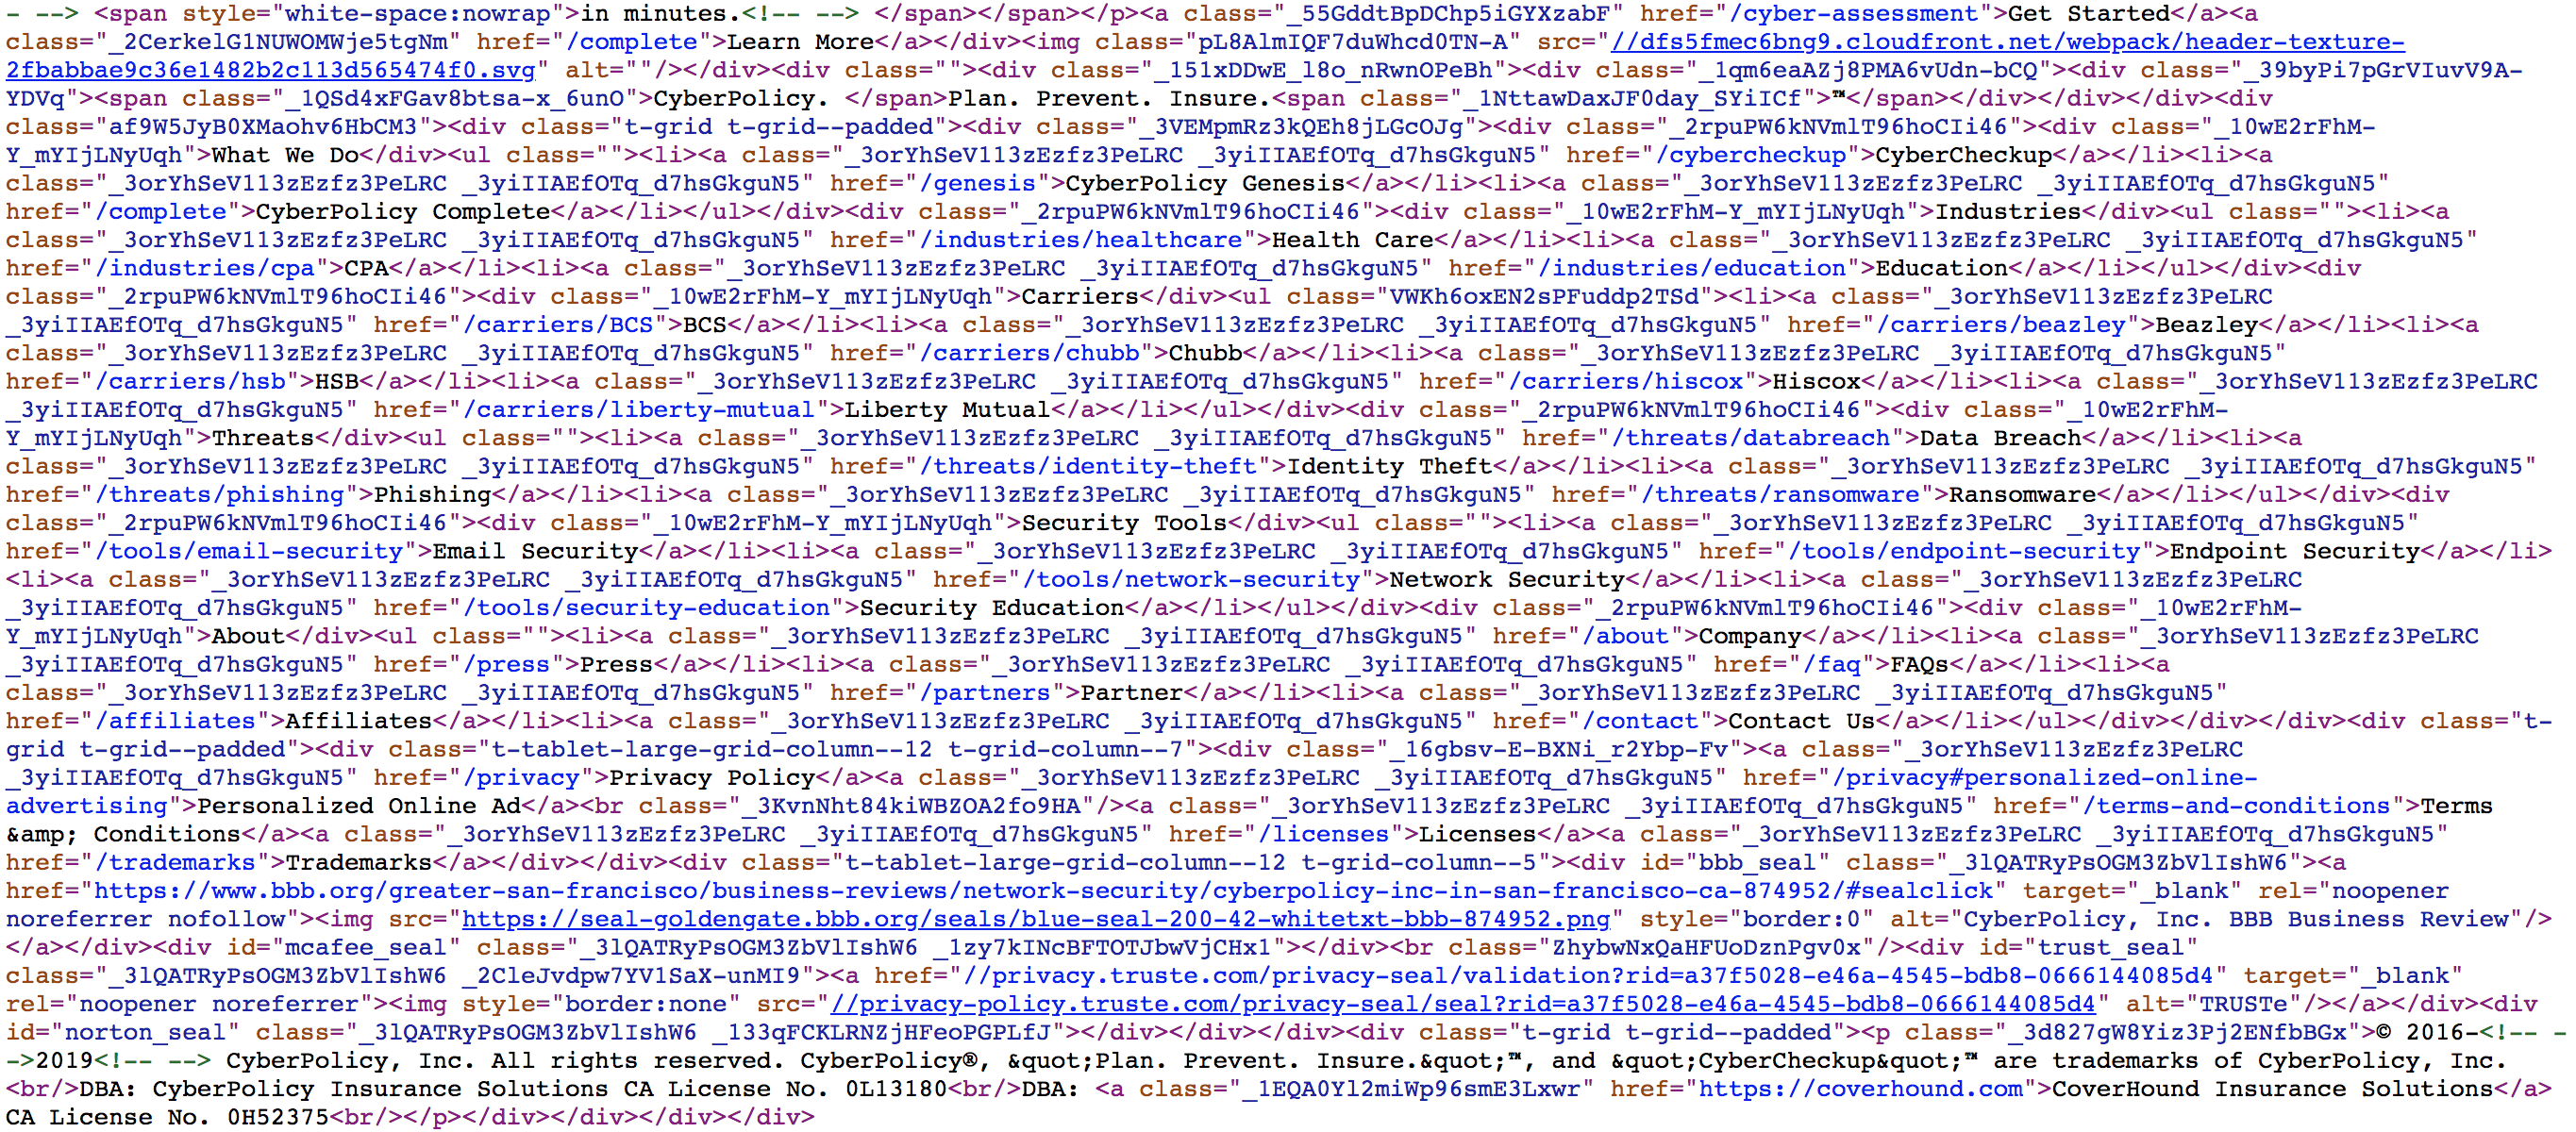 - --> <span style="white-space:nowrap">in minutes.<!-- --> </span></span></p><a class="_55GddtBpDChp5iGYXzabF" href="/cyber-assessment">Get Started</a><a
class="_2CerkelG1NUWOMWje5tgNm" href="/complete">Learn More</a></div><img class="pL8AlmIQF7duWhcd0TN-A" src="//dfs5fmec6bng9.cloudfront.net/webpack/header-texture-
2fbabbae9c36e1482b2c113d565474f0.svg" alt=""/></div><div class=""><div class="_151xDDwE_l8o_nRwnOPeBh"><div class="_1qm6eaAZj8PMA6vUdn-bCQ"><div class="_39byPi7pGrVIuvV9A-
YDVq"><span class="_1QSd4xFGav8btsa-x_6unO">CyberPolicy. </span>Plan. Prevent. Insure.<span class="_1NttawDaxJF0day_SYiICf">™</span></div></div></div></div><div
class="af9W5JyB0XMaohv6HbCM3"><div class="t-grid t-grid--padded"><div class="_3VEMpmRz3kQEh8jLGcOJg"><div class="_2rpuPW6kNVmlT96hoCIi46"><div class="_10wE2rFhM-
Y_mYIjLNyUqh">What We Do</div><ul class=""><li><a class="_3orYhSeV113zEzfz3PeLRC _3yiIIAEfOTq_d7hsGkguN5" href="/cybercheckup">CyberCheckup</a></li><li><a
class="_3orYhSeV113zEzfz3PeLRC _3yiIIAEfOTq_d7hsGkguN5" href="/genesis">CyberPolicy Genesis</a></li><li><a class="_3orYhSeV113zEzfz3PeLRC _3yiIIAEfOTq_d7hsGkguN5"
href="/complete">CyberPolicy Complete</a></li></ul></div><div class="_2rpuPW6kNVmlT96hoCIi46"><div class="_10wE2rFhM-Y_mYIjLNyUqh">Industries</div><ul class=""><li><a
class="_3orYhSeV113zEzfz3PeLRC _3yiIIAEfOTq_d7hsGkguN5" href="/industries/healthcare">Health Care</a></li><li><a class="_3orYhSeV113zEzfz3PeLRC _3yiIIAEfOTq_d7hsGkguN5"
href="/industries/cpa">CPA</a></li><li><a class="_3orYhSeV113zEzfz3PeLRC _3yiIIAEfOTq_d7hsGkguN5" href="/industries/education">Education</a></li></ul></div><div
class="_2rpuPW6kNVmlT96hoCIi46"><div class="_10wE2rFhM-Y_mYIjLNyUqh">Carriers</div><ul class="VWKh6oxEN2sPFuddp2TSd"><li><a class="_3orYhSeV113zEzfz3PeLRC
_3yiIIAEfOTq_d7hsGkguN5" href="/carriers/BCS">BCS</a></li><li><a class="_3orYhSeV113zEzfz3PeLRC _3yiIIAEfOTq_d7hsGkguN5" href="/carriers/beazley">Beazley</a></li><li><a
class="_3orYhSeV113zEzfz3PeLRC _3yiIIAEfOTq_d7hsGkguN5" href="/carriers/chubb">Chubb</a></li><li><a class="_3orYhSeV113zEzfz3PeLRC _3yiIIAEfOTq_d7hsGkguN5"
href="/carriers/hsb">HSB</a></li><li><a class="_3orYhSeV113zEzfz3PeLRC _3yiIIAEfOTq_d7hsGkguN5" href="/carriers/hiscox">Hiscox</a></li><li><a class="_3orYhSeV113zEzfz3PeLRC
_3yiIIAEfOTq_d7hsGkguN5" href="/carriers/liberty-mutual">Liberty Mutual</a></li></ul></div><div class="_2rpuPW6kNVmlT96hoCIi46"><div class="_10wE2rFhM-
Y_mYIjLNyUqh">Threats</div><ul class=""><li><a class="_3orYhSeV113zEzfz3PeLRC _3yiIIAEfOTq_d7hsGkguN5" href="/threats/databreach">Data Breach</a></li><li><a
class="_3orYhSeV113zEzfz3PeLRC _3yiIIAEfOTq_d7hsGkguN5" href="/threats/identity-theft">Identity Theft</a></li><li><a class="_3orYhSeV113zEzfz3PeLRC _3yiIIAEfOTq_d7hsGkguN5"
href="/threats/phishing">Phishing</a></li><li><a class="_3orYhSeV113zEzfz3PeLRC _3yiIIAEfOTq_d7hsGkguN5" href="/threats/ransomware">Ransomware</a></li></ul></div><div
class="_2rpuPW6kNVmlT96hoCIi46"><div class="_10wE2rFhM-Y_mYIjLNyUqh">Security Tools</div><ul class=""><li><a class="_3orYhSeV113zEzfz3PeLRC _3yiIIAEfOTq_d7hsGkguN5"
href="/tools/email-security">Email Security</a></li><li><a class="_3orYhSeV113zEzfz3PeLRC _3yiIIAEfOTq_d7hsGkguN5" href="/tools/endpoint-security">Endpoint Security</a></li>
<li><a class="_3orYhSeV113zEzfz3PeLRC _3yiIIAEfOTq_d7hsGkguN5" href="/tools/network-security">Network Security</a></li><li><a class="_3orYhSeV113zEzfz3PeLRC
_3yiIIAEfOTq_d7hsGkguN5" href="/tools/security-education">Security Education</a></li></ul></div><div class="_2rpuPW6kNVmlT96hoCIi46"><div class="_10wE2rFhM-
Y_mYIjLNyUqh">About</div><ul class=""><li><a class="_3orYhSeV113zEzfz3PeLRC _3yiIIAEfOTq_d7hsGkguN5" href="/about">Company</a></li><li><a class="_3orYhSeV113zEzfz3PeLRC
_3yiIIAEfOTq_d7hsGkguN5" href="/press">Press</a></li><li><a class="_3orYhSeV113zEzfz3PeLRC _3yiIIAEfOTq_d7hsGkguN5" href="/faq">FAQs</a></li><li><a
class="_3orYhSeV113zEzfz3PeLRC _3yiIIAEfOTq_d7hsGkguN5" href="/partners">Partner</a></li><li><a class="_3orYhSeV113zEzfz3PeLRC _3yiIIAEfOTq_d7hsGkguN5"
href="/affiliates">Affiliates</a></li><li><a class="_3orYhSeV113zEzfz3PeLRC _3yiIIAEfOTq_d7hsGkguN5" href="/contact">Contact Us</a></li></ul></div></div></div><div class="t-
grid t-grid--padded"><div class="t-tablet-large-grid-column--12 t-grid-column--7"><div class="_16gbsv-E-BXNi_r2Ybp-Fv"><a class="_3orYhSeV113zEzfz3PeLRC
_3yiIIAEfOTq_d7hsGkguN5" href="/privacy">Privacy Policy</a><a class="_3orYhSeV113zEzfz3PeLRC _3yiIIAEfOTq_d7hsGkguN5" href="/privacy#personalized-online-
advertising">Personalized Online Ad</a><br class="_3KvnNht84kiWBZOA2fo9HA"/><a class="_3orYhSeV113zEzfz3PeLRC _3yiIIAEfOTq_d7hsGkguN5" href="/terms-and-conditions">Terms
&amp; Conditions</a><a class="_3orYhSeV113zEzfz3PeLRC _3yiIIAEfOTq_d7hsGkguN5" href="/licenses">Licenses</a><a class="_3orYhSeV113zEzfz3PeLRC _3yiIIAEfOTq_d7hsGkguN5"
href="/trademarks">Trademarks</a></div></div><div class="t-tablet-large-grid-column--12 t-grid-column--5"><div id="bbb_seal" class="_3lQATRyPsOGM3ZbVlIshW6"><a
href="https://www.bbb.org/greater-san-francisco/business-reviews/network-security/cyberpolicy-inc-in-san-francisco-ca-874952/#sealclick" target="_blank" rel="noopener
noreferrer nofollow"><img src="https://seal-goldengate.bbb.org/seals/blue-seal-200-42-whitetxt-bbb-874952.png" style="border:0" alt="CyberPolicy, Inc. BBB Business Review"/>
</a></div><div id="mcafee_seal" class="_3lQATRyPsOGM3ZbVlIshW6 _1zy7kINcBFTOTJbwVjCHx1"></div><br class="ZhybwNxQaHFUoDznPgv0x"/><div id="trust_seal"
class="_3lQATRyPsOGM3ZbVlIshW6 _2CleJvdpw7YV1SaX-unMI9"><a href="//privacy.truste.com/privacy-seal/validation?rid=a37f5028-e46a-4545-bdb8-0666144085d4" target="_blank"
rel="noopener noreferrer"><img style="border:none" src="//privacy-policy.truste.com/privacy-seal/seal?rid=a37f5028-e46a-4545-bdb8-0666144085d4" alt="TRUSTe"/></a></div><div
id="norton_seal" class="_3lQATRyPsOGM3ZbVlIshW6 _133qFCKLRNZjHFeoPGPLfJ"></div></div></div><div class="t-grid t-grid--padded"><p class="_3d827gW8Yiz3Pj2ENfbBGx">© 2016-<!-- -
->2019<!-- --> CyberPolicy, Inc. All rights reserved. CyberPolicy®, &quot;Plan. Prevent. Insure.&quot;™, and &quot;CyberCheckup&quot;™ are trademarks of CyberPolicy, Inc.
<br/>DBA: CyberPolicy Insurance Solutions CA License No. 0L13180<br/>DBA: <a class="_1EQA0Yl2miWp96smE3Lxwr" href="https://coverhound.com">CoverHound Insurance Solutions</a>
CA License No. 0H52375<br/></p></div></div></div></div>